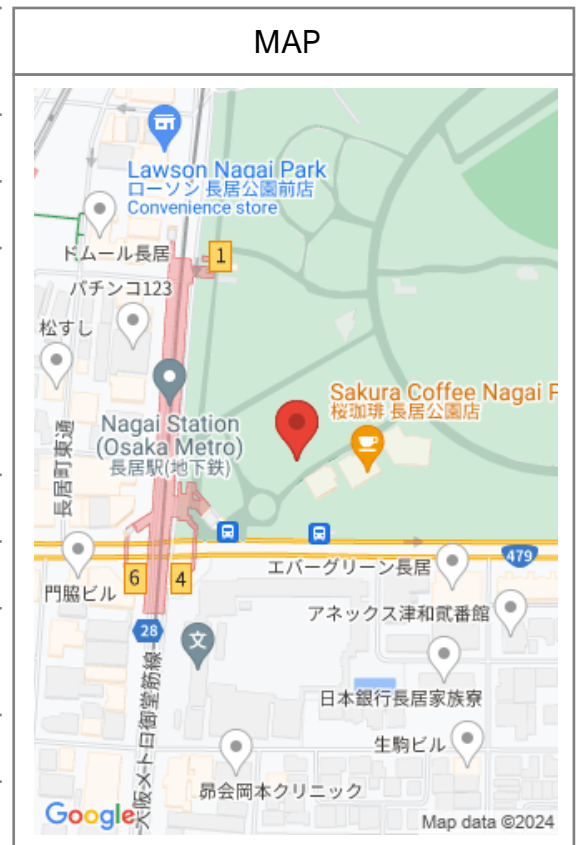 MAP
Lawson Nagai Park
ローソン 長居公園前店
Convenience store
ドムール長居
1
パチンコ123
松すし
Sakura Coffee Nagai P
桜珈琲 長居公園店
Nagai Station
(Osaka Metro)
長居駅(地下鉄)
長居町東通
479
エバーグリーン長居
門脇ビル
6
4
アネックス津和貳番館
28
文
日本銀行長居家族寮
生駒ビル
大阪メトロ御堂筋線
昴会岡本クリニック
Google
Map data ©2024